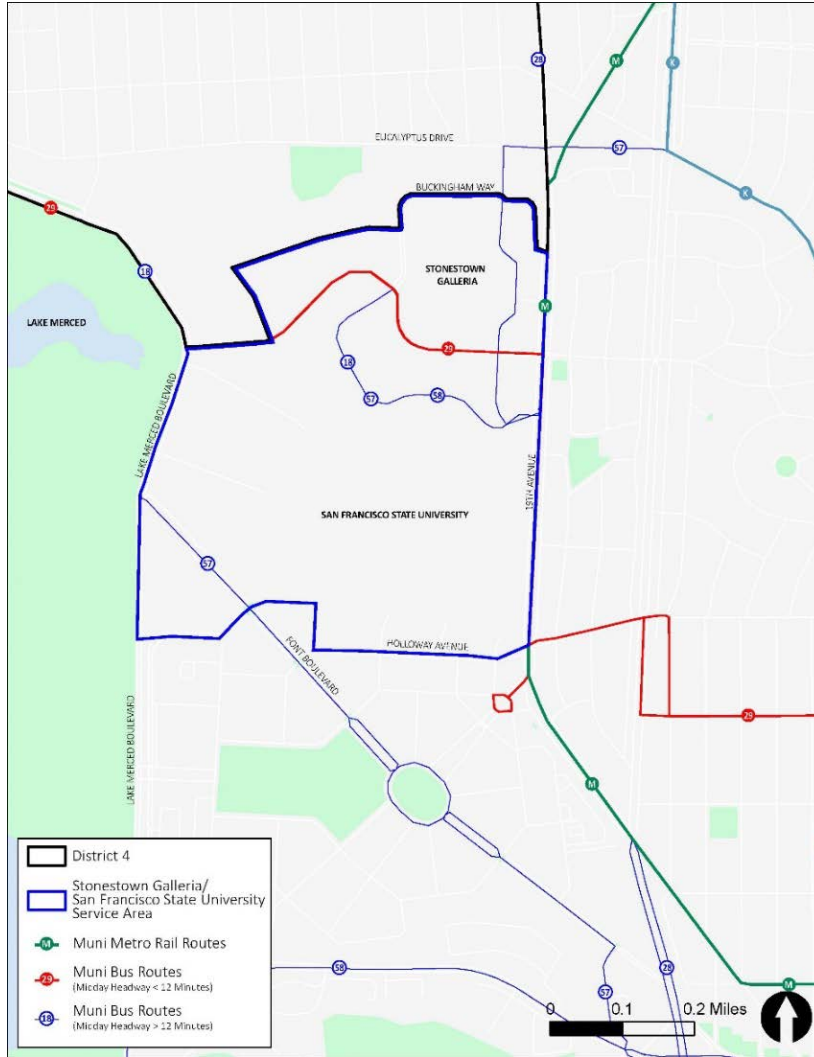 28
M
K
EUCALYPTUS DRIVE
57
BUCKINGHAM WAY
K
29
STONESTOWN
GALLERIA
18
LAKE MERCED
M
29
18
57
58
LAKE MERCED BOULEVARD
19TH AVENUE
SAN FRANCISCO STATE UNIVERSITY
57
HOLLOWAY AVENUE
FONT BOULEVARD
LAKE MERCED BOULEVARD
29
M
District 4
Stonestown Galleria/
San Francisco State University
Service Area
M Muni Metro Rail Routes
29 Muni Bus Routes
(Midday Headway < 12 Minutes)
18 Muni Bus Routes
(Midday Headway > 12 Minutes)
58
57
28
M
0 0.1 0.2 Miles